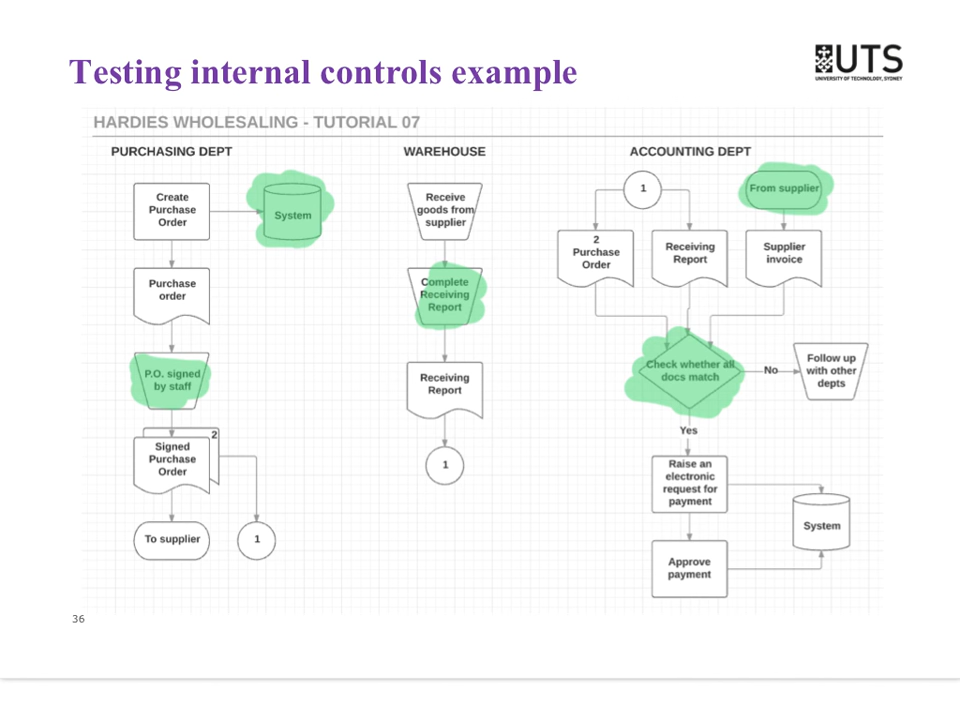 Testing internal controls example
UTS
UNIVERSITY OF TECHNOLOGY, SYDNEY
HARDIES WHOLESALING - TUTORIAL 07
PURCHASING DEPT
Create
Purchase
Order
System
Purchase
order
P.O. signed
by staff
2
Signed
Purchase
Order
To supplier
1
WAREHOUSE
Receive
goods from
supplier
Complete
Receiving
Report
Receiving
Report
1
ACCOUNTING DEPT
1
From supplier
2
Purchase
Order
Receiving
Report
Supplier
invoice
Check whether all
docs match
No
Follow up
with other
depts
Yes
Raise an
electronic
request for
payment
System
Approve
payment
36